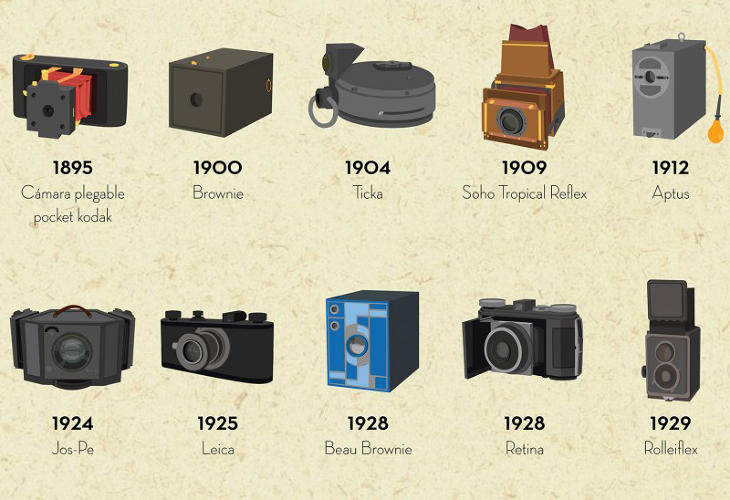 1895
Cámara plegable
pocket kodak
1900
Brownie
1904
Ticka
1909
Soho Tropical Reflex
1912
Aptus
1924
Jos-Pe
1925
Leica
1928
Beau Brownie
1928
Retina
1929
Rolleiflex